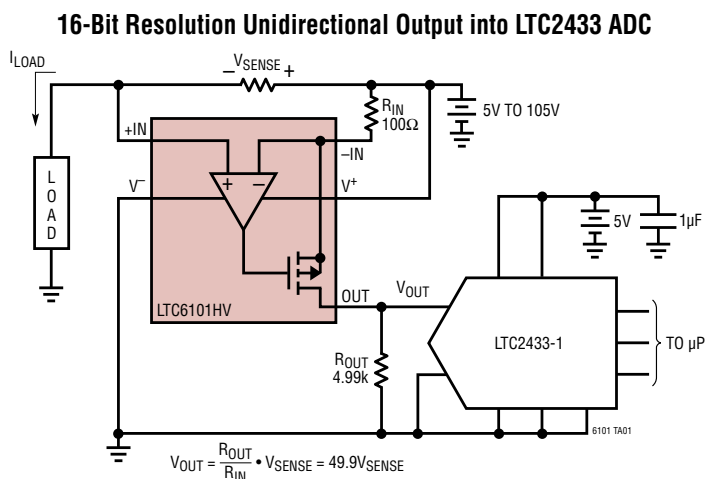 16-Bit Resolution Unidirectional Output into LTC2433 ADC
ILOAD
– VSENSE +
RIN
100Ω
5V TO 105V
+IN
–IN
LOAD
V–
V+
+ –
5V
1µF
LTC6101HV
OUT
VOUT
LTC2433-1
TO µP
ROUT
4.99k
6101 TA01
VOUT = ROUT/RIN • VSENSE = 49.9VSENSE